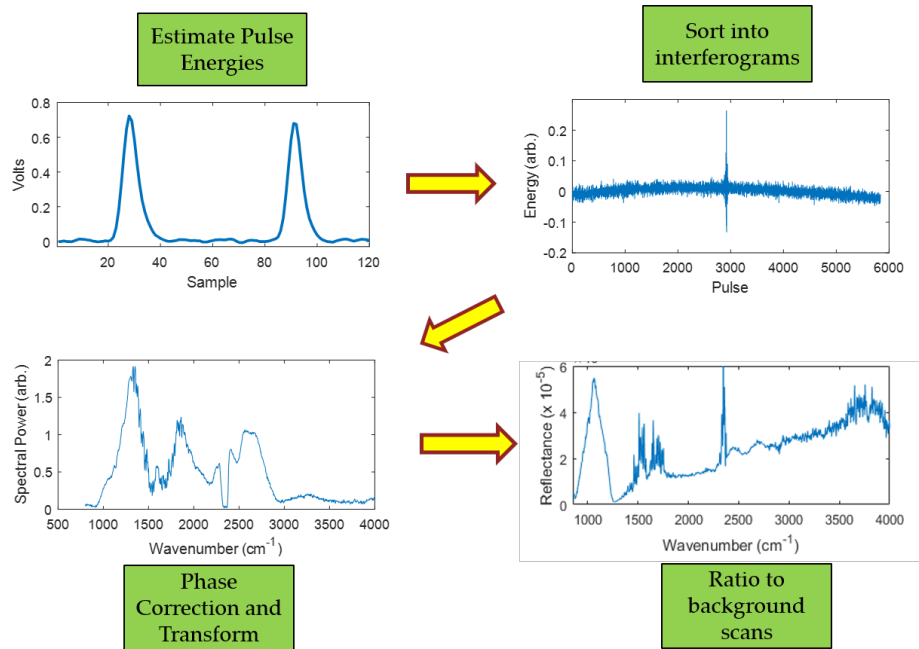 Estimate Pulse
Energies
Sort into
interferograms
0.8
0.6
0.4
0.2
0
Volts
20 40 60 80 100 120
Sample
0.2
0.1
0
-0.1
-0.2
Energy (arb.)
0 1000 2000 3000 4000 5000 6000
Pulse
2
1.5
1
0.5
0
Spectral Power (arb.)
500 1000 1500 2000 2500 3000 3500 4000
Wavenumber (cm⁻¹)
6
4
2
0
Reflectance (x 10⁻⁵)
1000 1500 2000 2500 3000 3500 4000
Wavenumber (cm⁻¹)
Phase
Correction and
Transform
Ratio to
background
scans